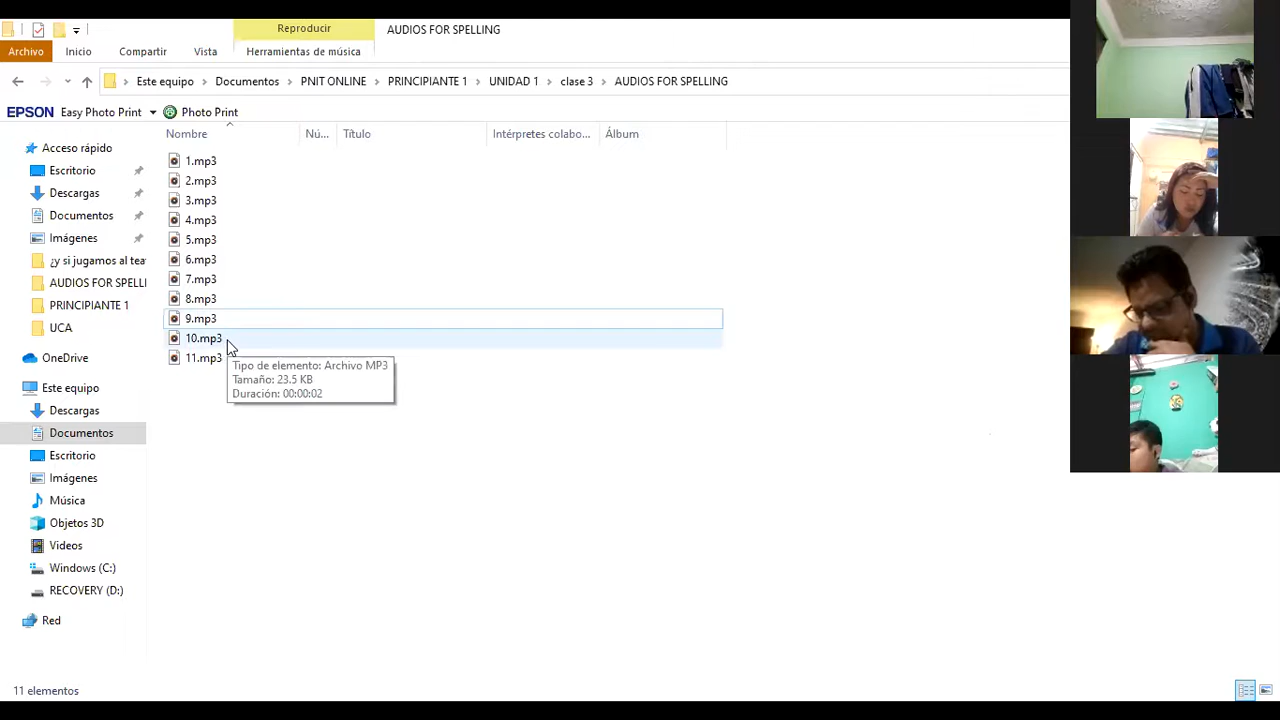 Reproducir
AUDIOS FOR SPELLING
Archivo Inicio Compartir Vista Herramientas de música
Este equipo Documentos PNIT ONLINE PRINCIPIANTE 1 UNIDAD 1 clase 3 AUDIOS FOR SPELLING
EPSON Easy Photo Print Photo Print
Nombre Nú... Título Intérpretes colabo... Álbum
Acceso rápido
Escritorio
Descargas
Documentos
Imágenes
¿y si jugamos al tea
AUDIOS FOR SPELLI
PRINCIPIANTE 1
UCA
OneDrive
Este equipo
Descargas
Documentos
Escritorio
Imágenes
Música
Objetos 3D
Videos
Windows (C:)
RECOVERY (D:)
Red
1.mp3
2.mp3
3.mp3
4.mp3
5.mp3
6.mp3
7.mp3
8.mp3
9.mp3
10.mp3
11.mp3
Tipo de elemento: Archivo MP3
Tamaño: 23.5 KB
Duración: 00:00:02
11 elementos